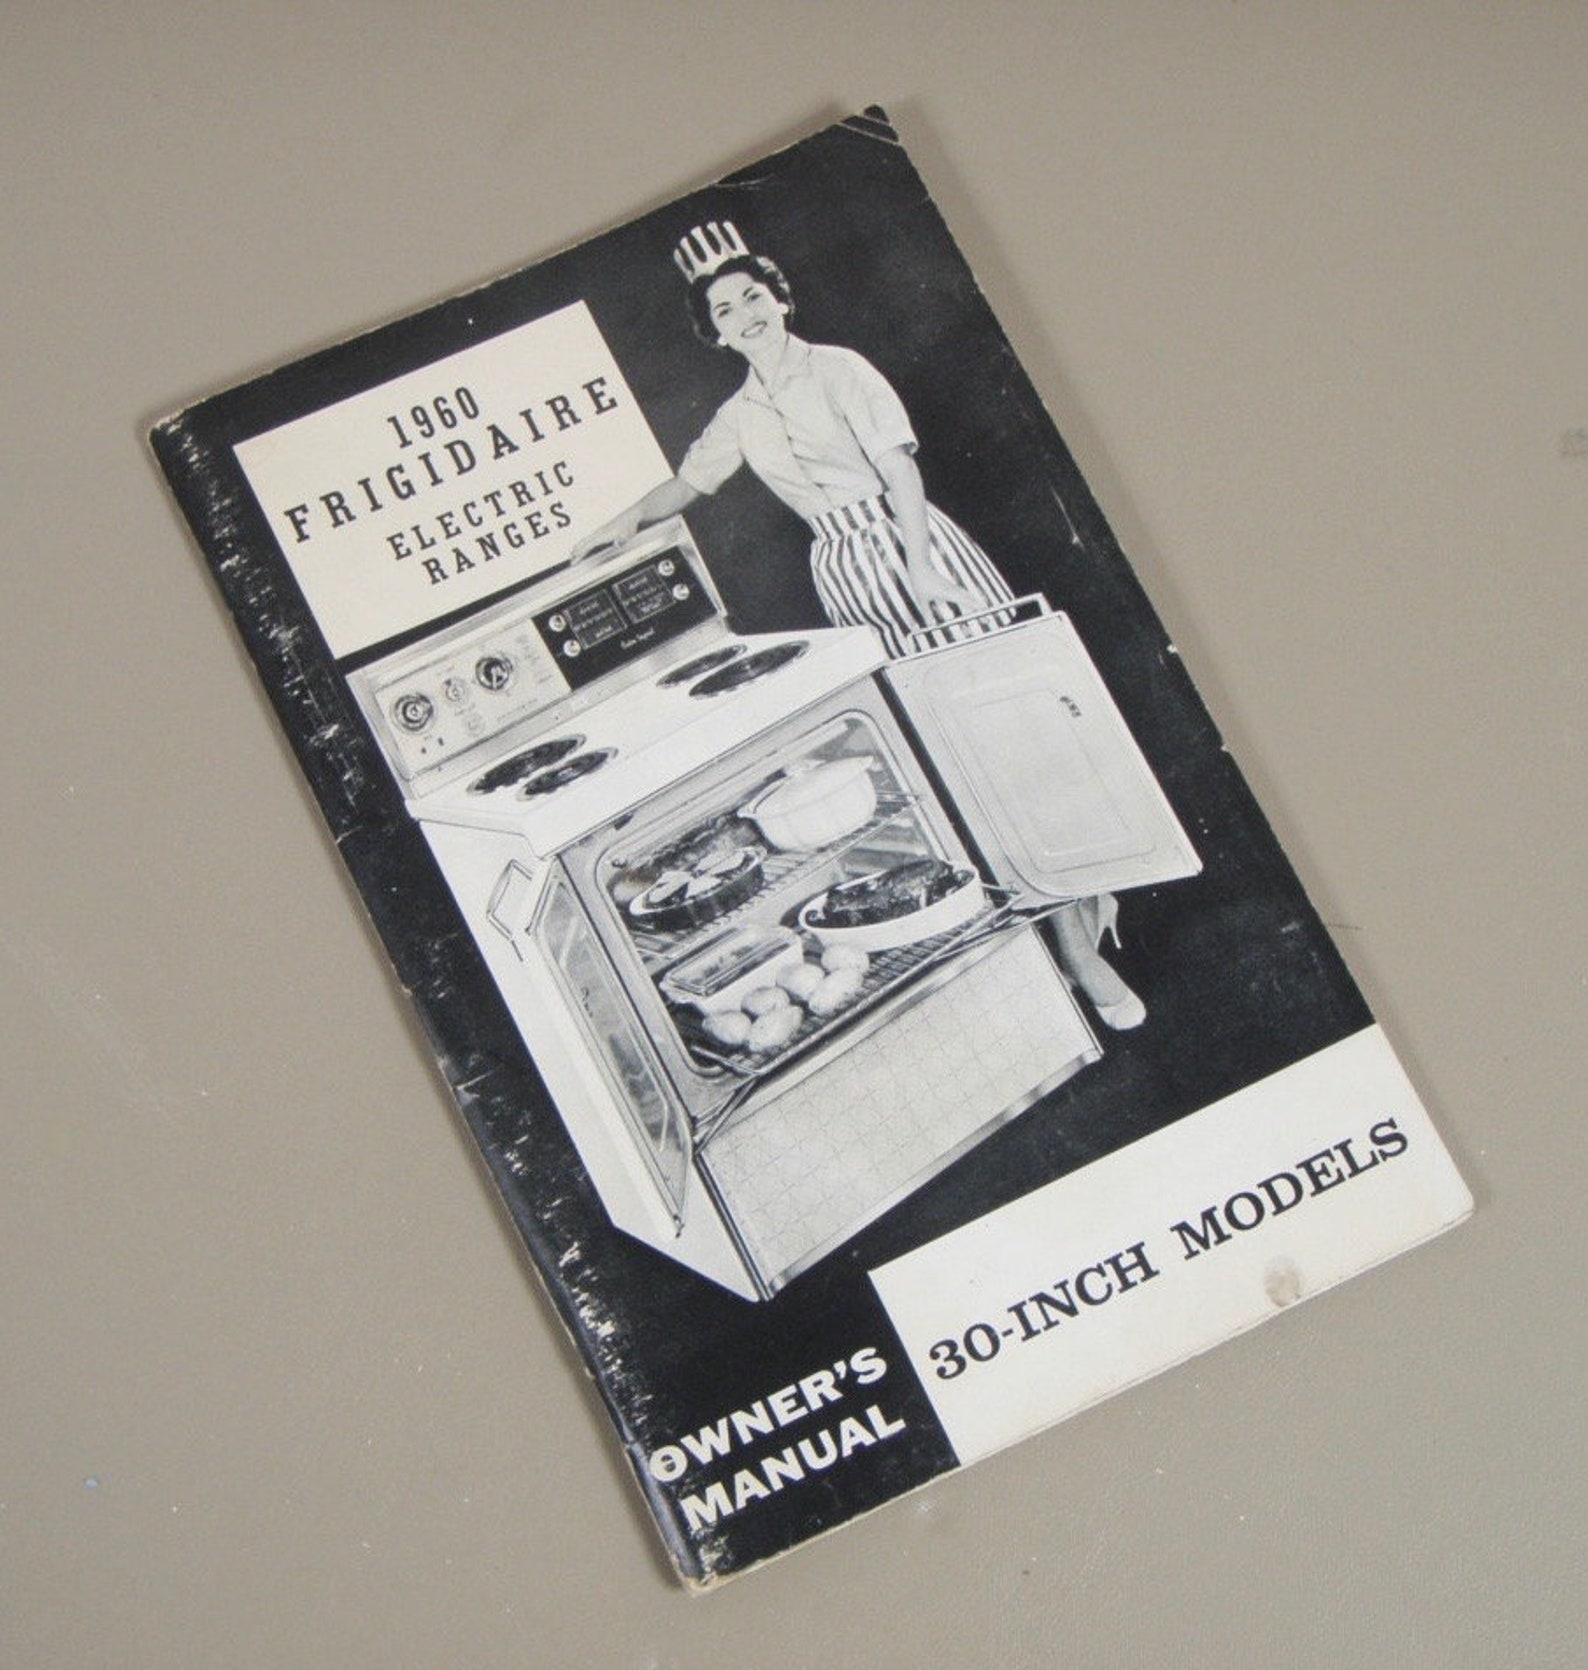 1960
FRIGIDAIRE
ELECTRIC
RANGES
30-INCH MODELS
OWNER'S
MANUAL